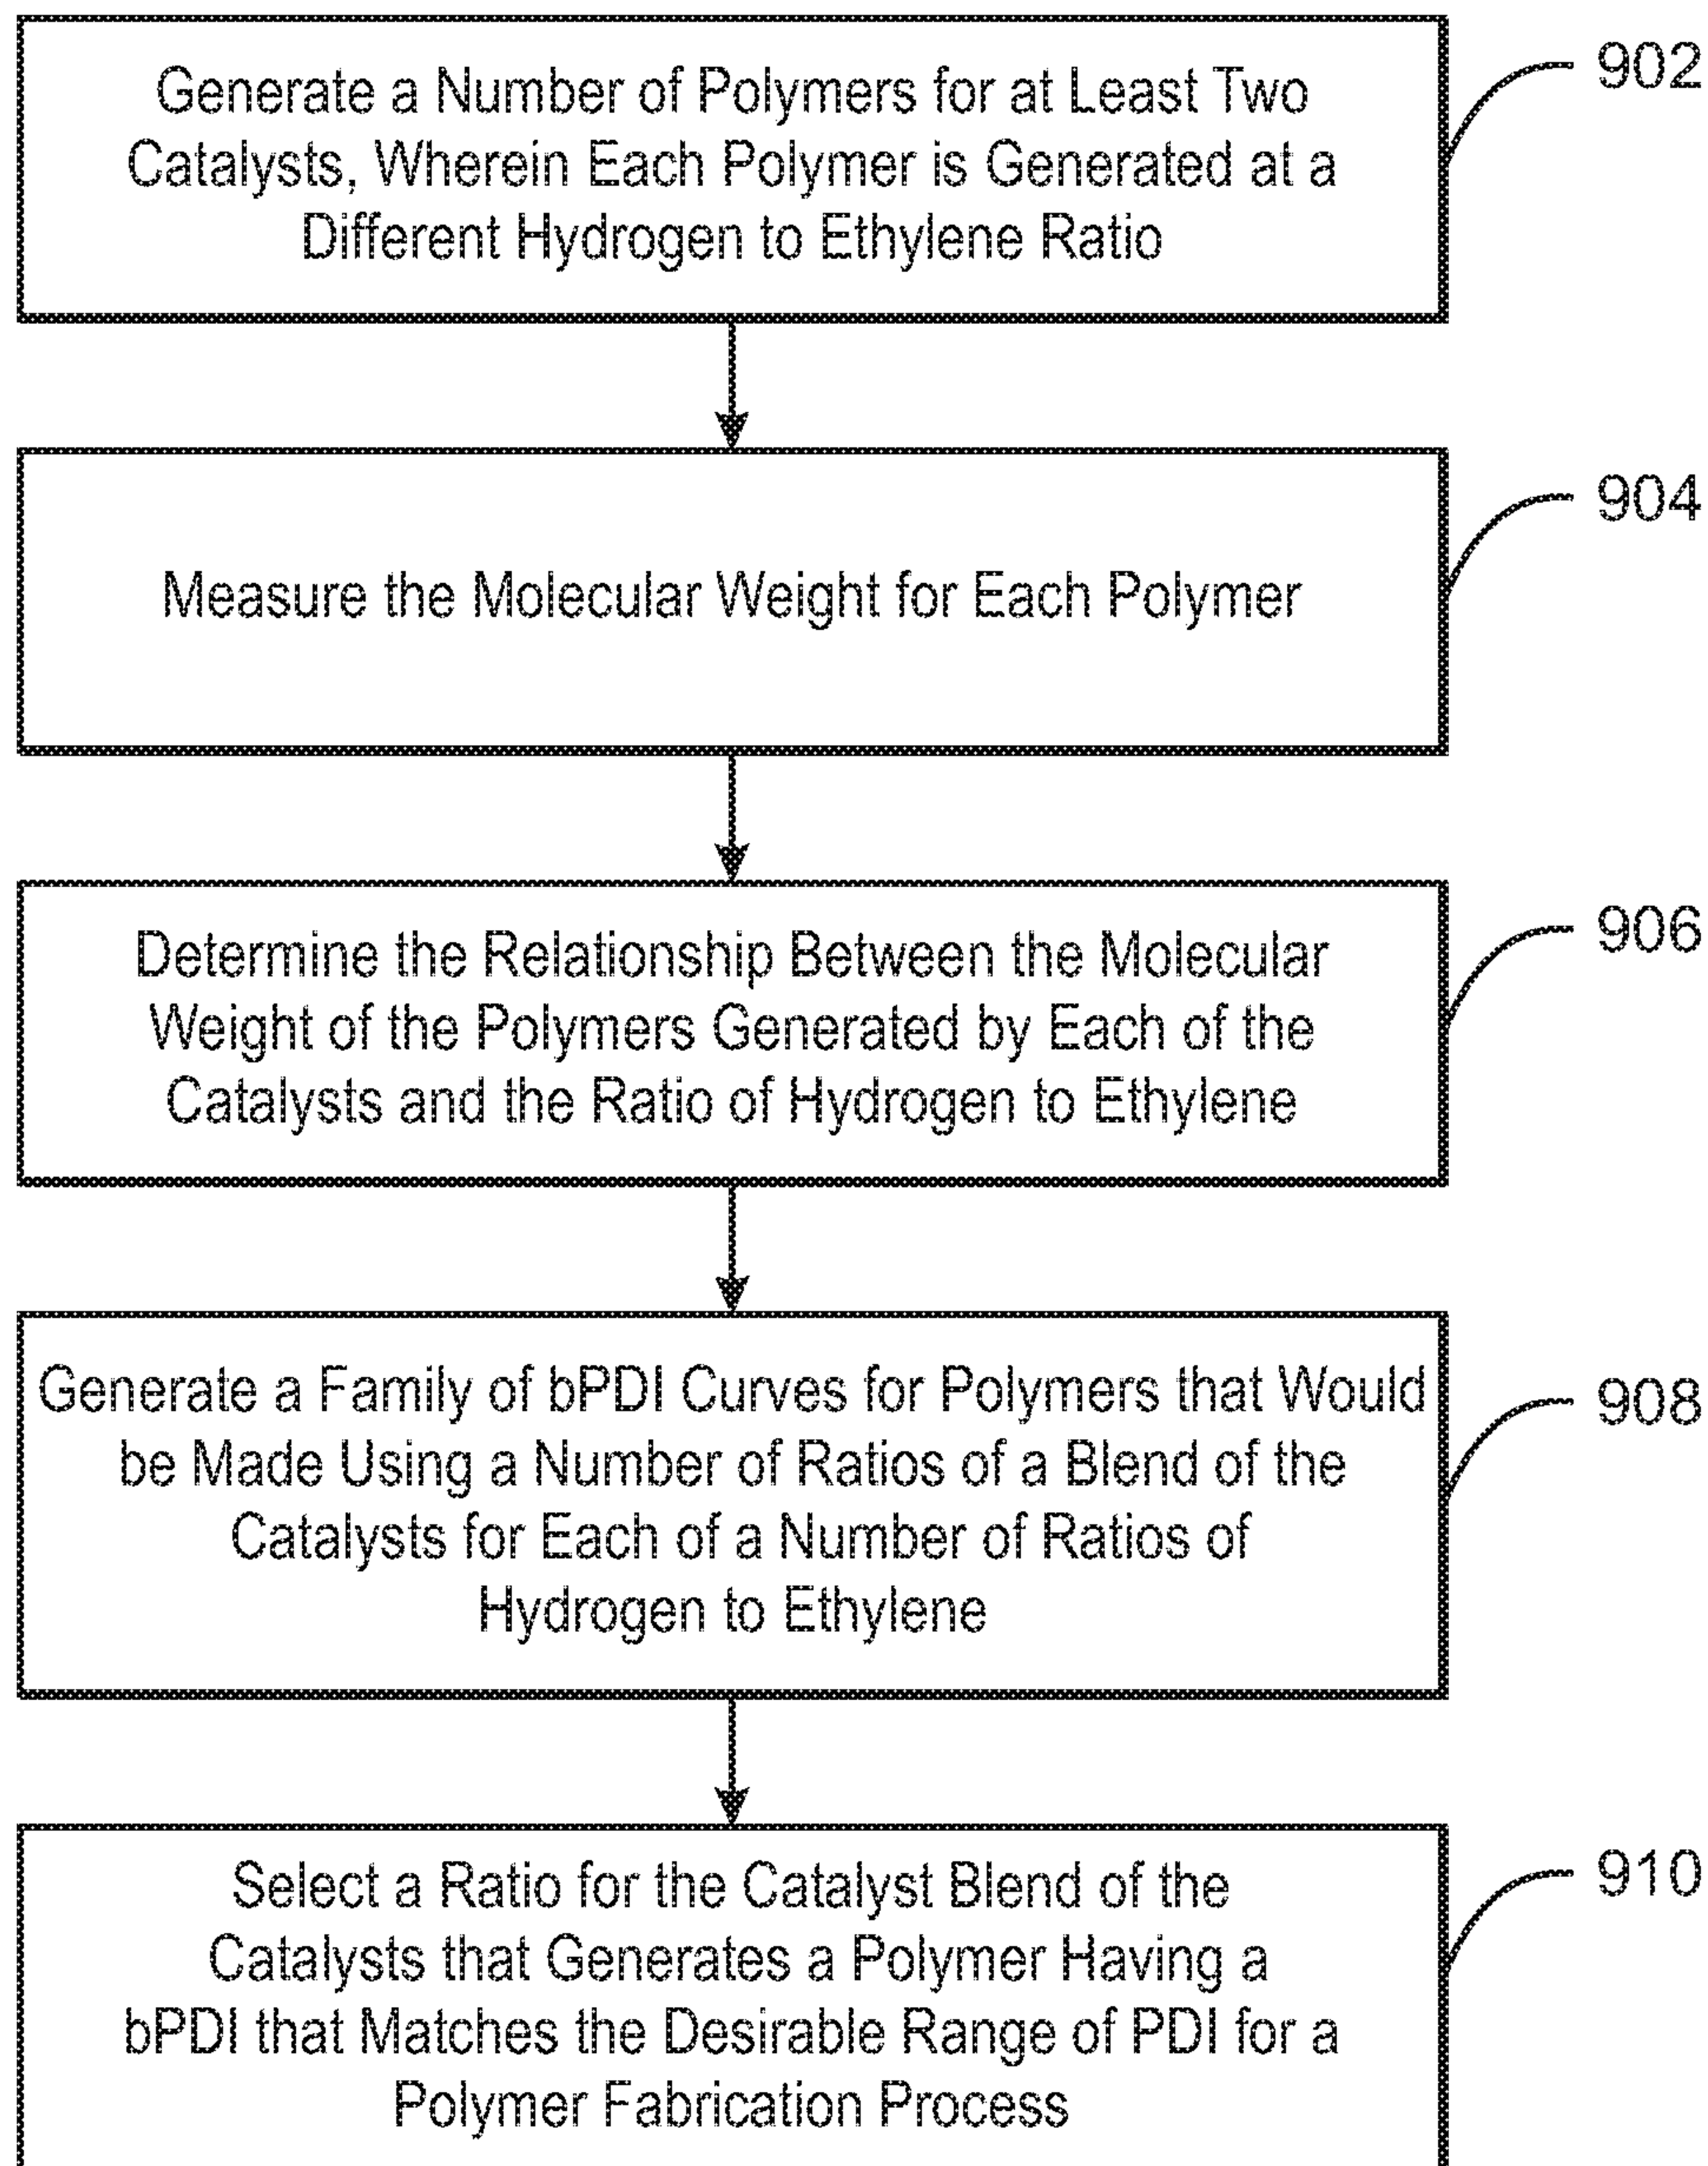 Generate a Number of Polymers for at Least Two
Catalysts, Wherein Each Polymer is Generated at a
Different Hydrogen to Ethylene Ratio
902
Measure the Molecular Weight for Each Polymer
904
Determine the Relationship Between the Molecular
Weight of the Polymers Generated by Each of the
Catalysts and the Ratio of Hydrogen to Ethylene
906
Generate a Family of bPDI Curves for Polymers that Would
be Made Using a Number of Ratios of a Blend of the
Catalysts for Each of a Number of Ratios of
Hydrogen to Ethylene
908
Select a Ratio for the Catalyst Blend of the
Catalysts that Generates a Polymer Having a
bPDI that Matches the Desirable Range of PDI for a
Polymer Fabrication Process
910